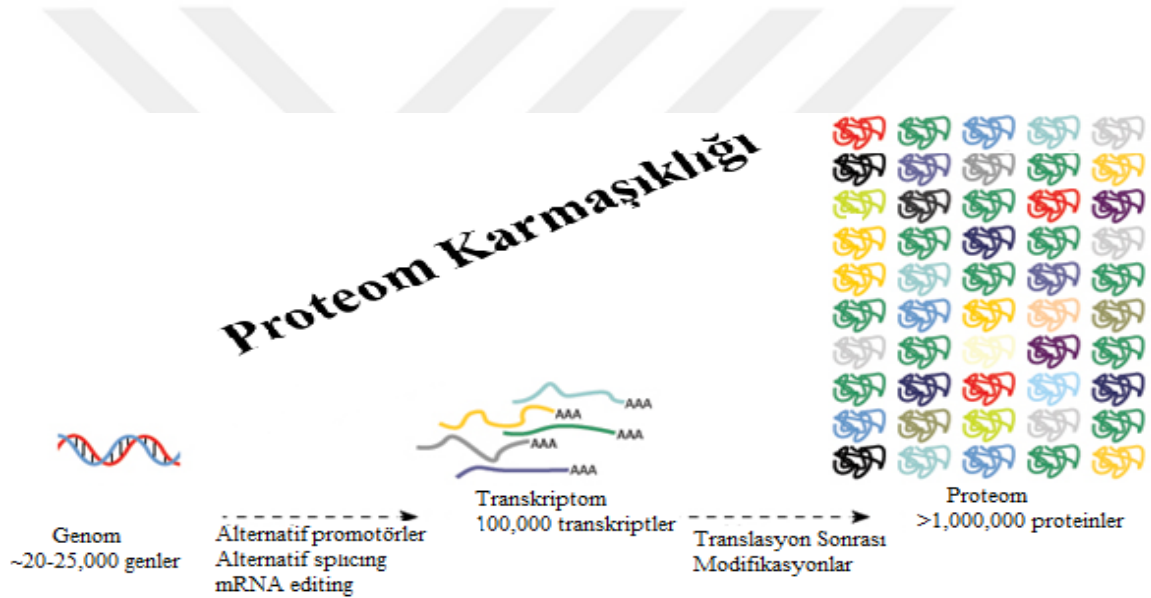 Proteom Karmaşıklığı
AAA
AAA
AAA
AAA
AAA
Genom
~20-25,000 genler
Alternatif promotörler
Alternatif splicing
mRNA editing
Transkriptom
100,000 transkriptler
Translasyon Sonrası
Modifikasyonlar
Proteom
>1,000,000 proteinler